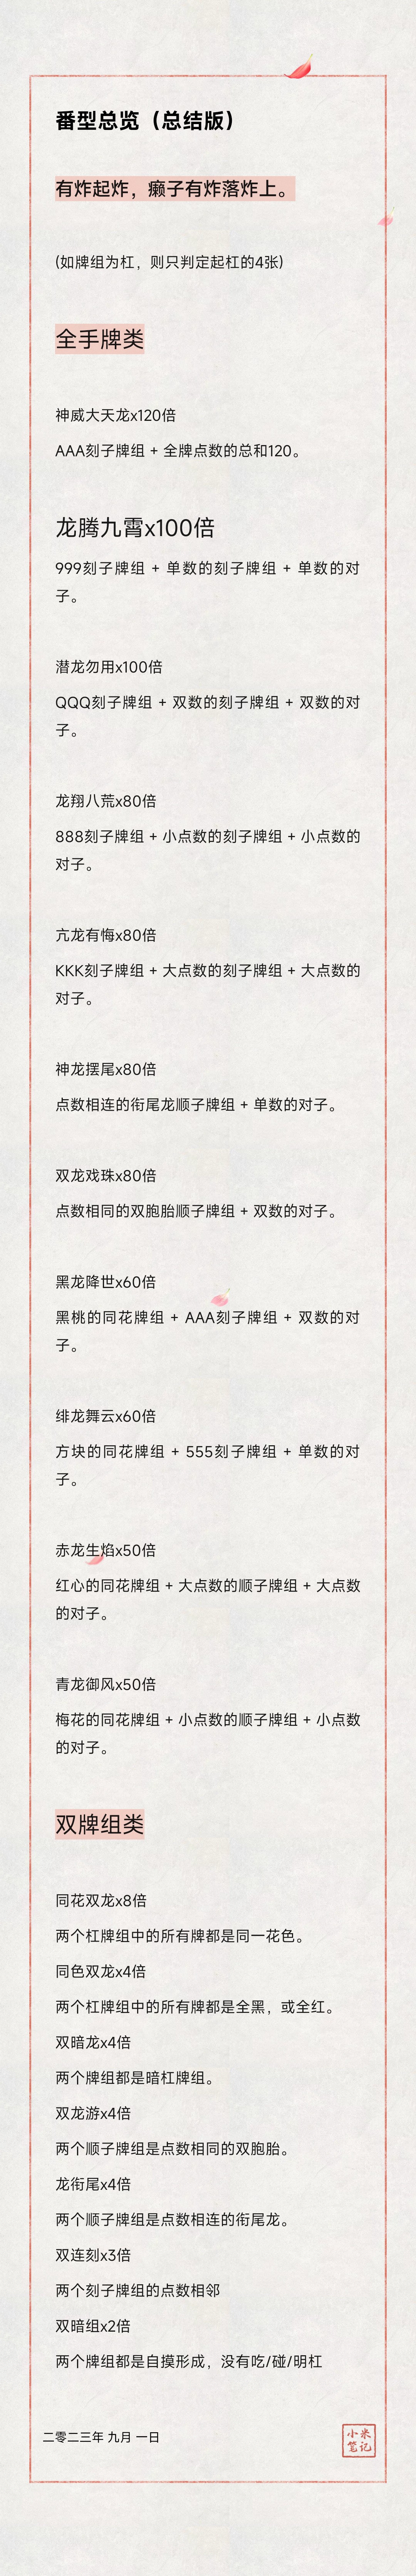 番型总览（总结版）
有炸起炸，癞子有炸落炸上。
(如牌组为杠，则只判定起杠的4张)
全手牌类
神威大天龙x120倍
AAA刻子牌组 + 全牌点数的总和120。
龙腾九霄x100倍
999刻子牌组 + 单数的刻子牌组 + 单数的对
子。
潜龙勿用x100倍
QQQ刻子牌组 + 双数的刻子牌组 + 双数的对
子。
龙翔八荒x80倍
888刻子牌组 + 小点数的刻子牌组 + 小点数的
对子。
亢龙有悔x80倍
KKK刻子牌组 + 大点数的刻子牌组 + 大点数的
对子。
神龙摆尾x80倍
点数相连的衔尾龙顺子牌组 + 单数的对子。
双龙戏珠x80倍
点数相同的双胞胎顺子牌组 + 双数的对子。
黑龙降世x60倍
黑桃的同花牌组 + AAA刻子牌组 + 双数的对
子。
绯龙舞云x60倍
方块的同花牌组 + 555刻子牌组 + 单数的对
子。
赤龙生焰x50倍
红心的同花牌组 + 大点数的顺子牌组 + 大点数
的对子。
青龙御风x50倍
梅花的同花牌组 + 小点数的顺子牌组 + 小点数
的对子。
双牌组类
同花双龙x8倍
两个杠牌组中的所有牌都是同一花色。
同色双龙x4倍
两个杠牌组中的所有牌都是全黑，或全红。
双暗龙x4倍
两个牌组都是暗杠牌组。
双龙游x4倍
两个顺子牌组是点数相同的双胞胎。
龙衔尾x4倍
两个顺子牌组是点数相连的衔尾龙。
双连刻x3倍
两个刻子牌组的点数相邻
双暗组x2倍
两个牌组都是自摸形成，没有吃/碰/明杠
二零二三年 九月 一日
小米
笔记